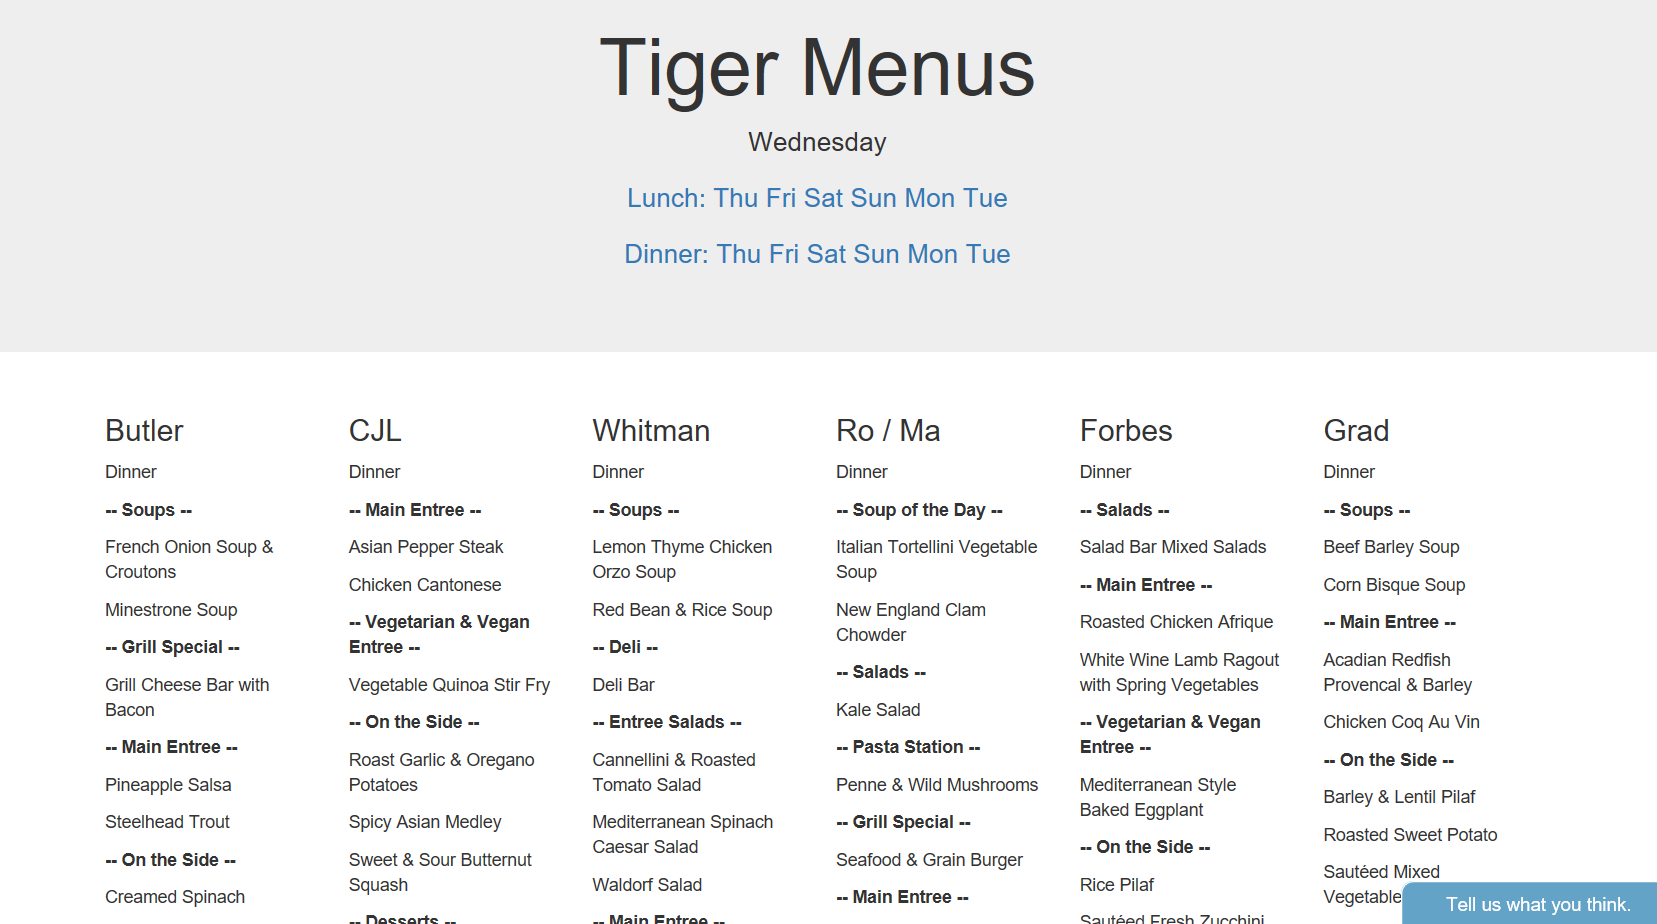 Tiger Menus
Wednesday
Lunch: Thu Fri Sat Sun Mon Tue
Dinner: Thu Fri Sat Sun Mon Tue
Butler
Dinner
-- Soups --
French Onion Soup &
Croutons
Minestrone Soup
-- Grill Special --
Grill Cheese Bar with
Bacon
-- Main Entree --
Pineapple Salsa
Steelhead Trout
-- On the Side --
Creamed Spinach
CJL
Dinner
-- Main Entree --
Asian Pepper Steak
Chicken Cantonese
-- Vegetarian & Vegan
Entree --
Vegetable Quinoa Stir Fry
-- On the Side --
Roast Garlic & Oregano
Potatoes
Spicy Asian Medley
Sweet & Sour Butternut
Squash
-- Desserts --
Whitman
Dinner
-- Soups --
Lemon Thyme Chicken
Orzo Soup
Red Bean & Rice Soup
-- Deli --
Deli Bar
-- Entree Salads --
Cannellini & Roasted
Tomato Salad
Mediterranean Spinach
Caesar Salad
Waldorf Salad
-- Main Entree --
Ro / Ma
Dinner
-- Soup of the Day --
Italian Tortellini Vegetable
Soup
New England Clam
Chowder
-- Salads --
Kale Salad
-- Pasta Station --
Penne & Wild Mushrooms
-- Grill Special --
Seafood & Grain Burger
-- Main Entree --
Forbes
Dinner
-- Salads --
Salad Bar Mixed Salads
-- Main Entree --
Roasted Chicken Afrique
White Wine Lamb Ragout
with Spring Vegetables
-- Vegetarian & Vegan
Entree --
Mediterranean Style
Baked Eggplant
-- On the Side --
Rice Pilaf
Sautéed Fresh Zucchini
Grad
Dinner
-- Soups --
Beef Barley Soup
Corn Bisque Soup
-- Main Entree --
Acadian Redfish
Provencal & Barley
Chicken Coq Au Vin
-- On the Side --
Barley & Lentil Pilaf
Roasted Sweet Potato
Sautéed Mixed
Vegetable
Tell us what you think.